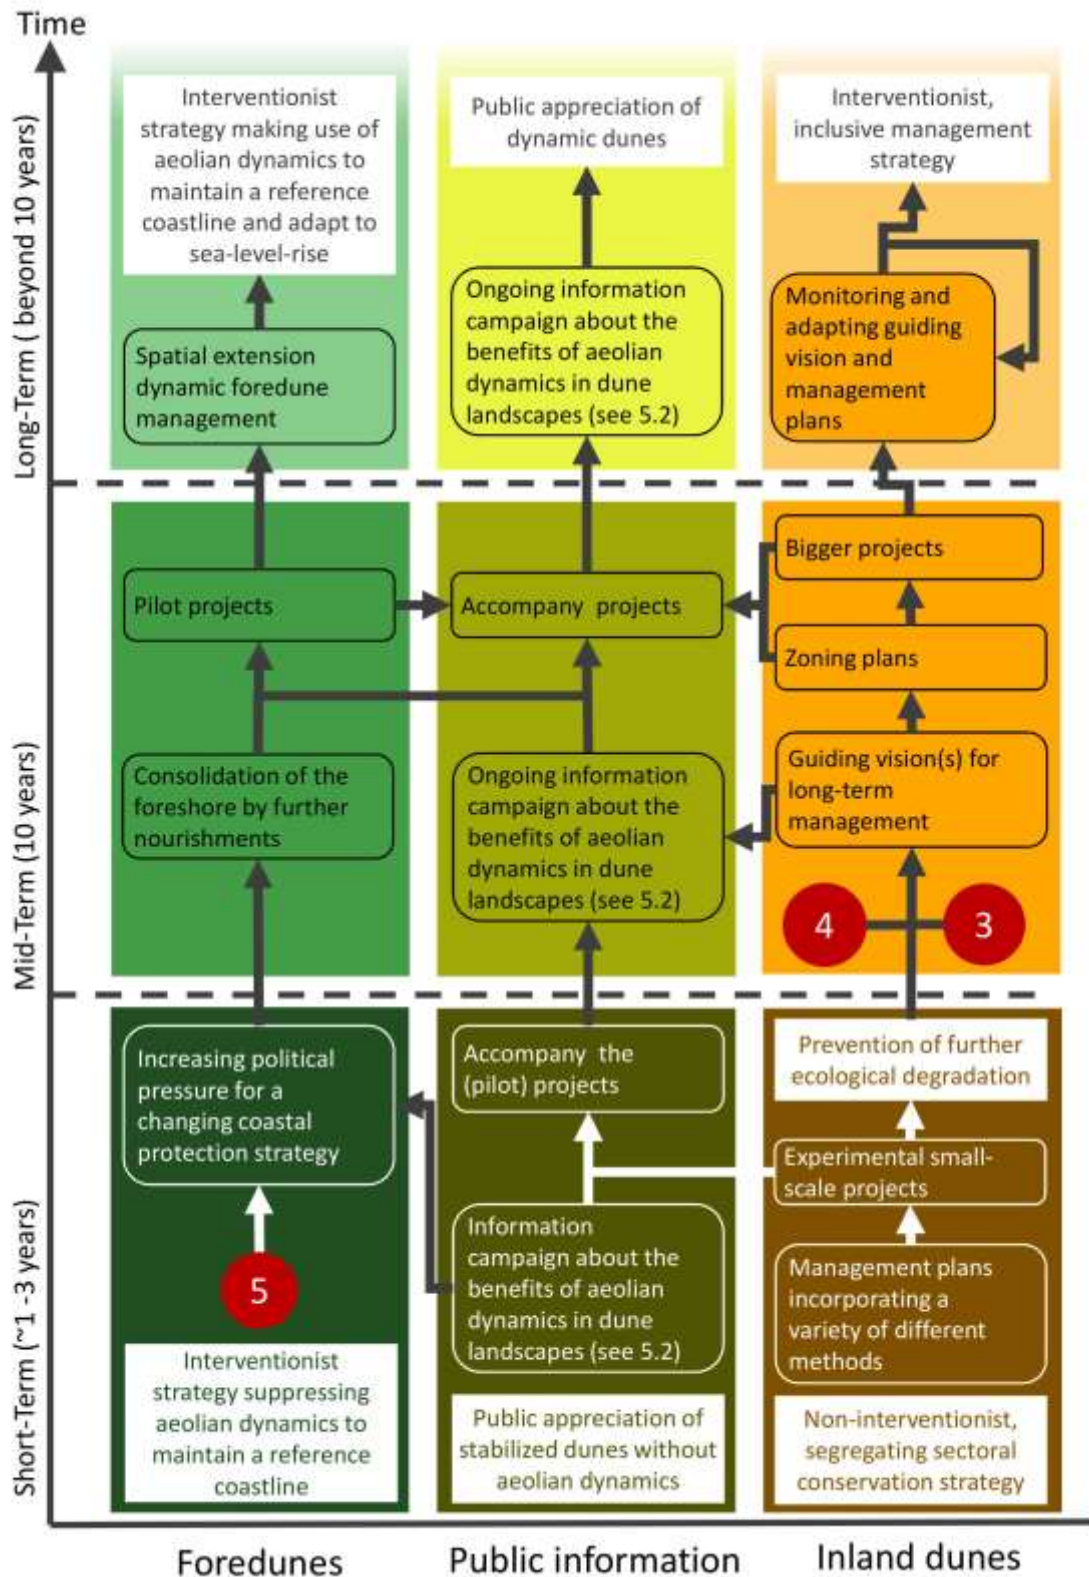 Time
Long-Term ( beyond 10 years)
Interventionist
strategy making use of
aeolian dynamics to
maintain a reference
coastline and adapt to
sea-level-rise
Spatial extension
dynamic foredune
management
Public appreciation of
dynamic dunes
Ongoing information
campaign about the
benefits of aeolian
dynamics in dune
landscapes (see 5.2)
Interventionist,
inclusive management
strategy
Monitoring and
adapting guiding
vision and
management
plans
Mid-Term (10 years)
Pilot projects
Consolidation of the
foreshore by further
nourishments
Accompany projects
Ongoing information
campaign about the
benefits of aeolian
dynamics in dune
landscapes (see 5.2)
Bigger projects
Zoning plans
Guiding vision(s) for
long-term
management
4
3
Short-Term (~1 -3 years)
Increasing political
pressure for a
changing coastal
protection strategy
5
Interventionist
strategy suppressing
aeolian dynamics to
maintain a reference
coastline
Accompany the
(pilot) projects
Information
campaign about the
benefits of aeolian
dynamics in dune
landscapes (see 5.2)
Public appreciation of
stabilized dunes without
aeolian dynamics
Prevention of further
ecological degradation
Experimental small-
scale projects
Management plans
incorporating a
variety of different
methods
Non-interventionist,
segregating sectoral
conservation strategy
Foredunes
Public information
Inland dunes